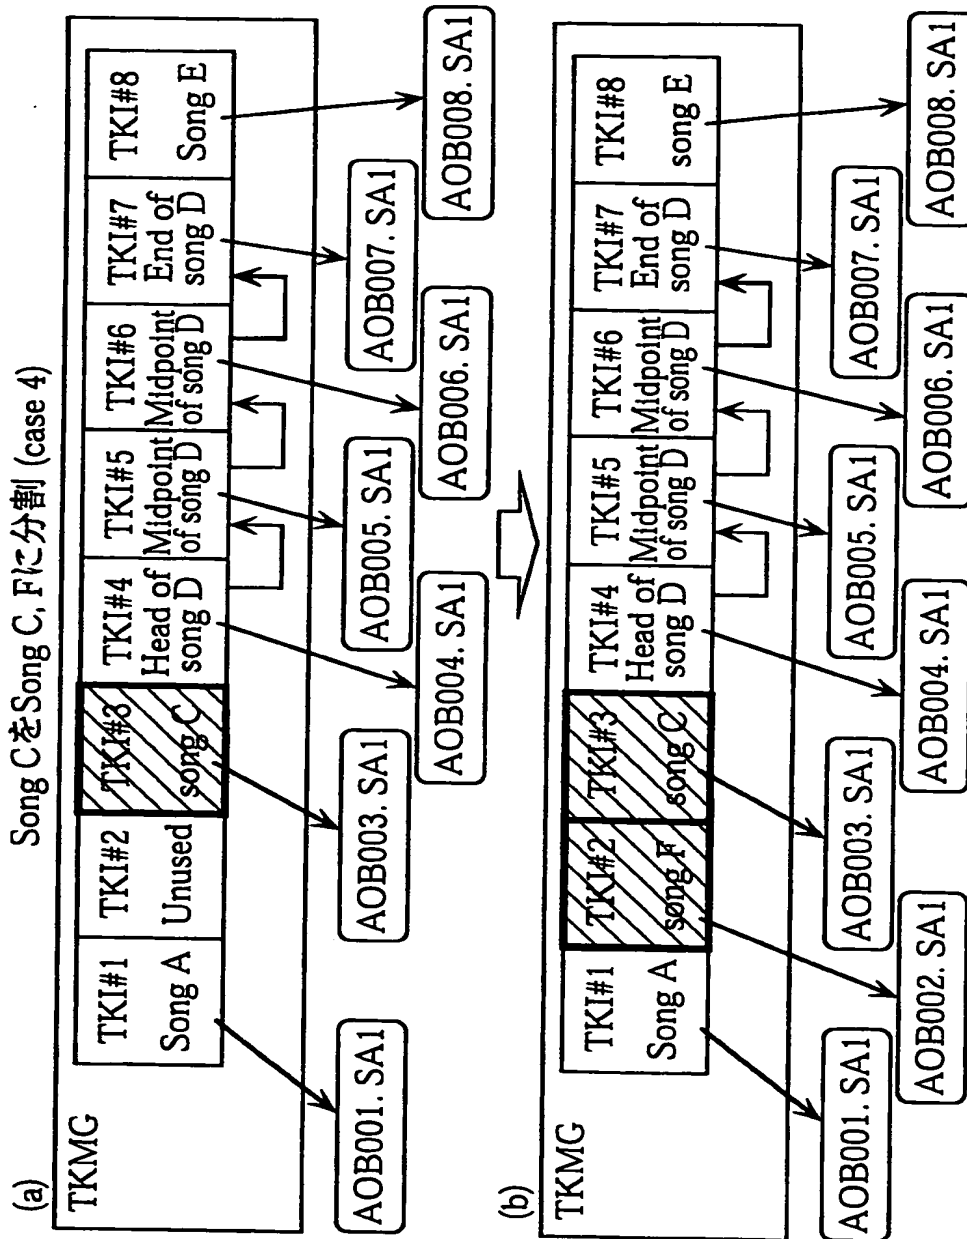 Song CをSong C, Fに分割 (case 4)
(a)
TKMG
TKI#1
Song A
TKI#2
Unused
TKI#3
song C
TKI#4
Head of
song D
TKI#5
Midpoint
of song D
TKI#6
Midpoint
of song D
TKI#7
End of
song D
TKI#8
Song E
AOB001. SA1
AOB003. SA1
AOB004. SA1
AOB005. SA1
AOB006. SA1
AOB007. SA1
AOB008. SA1
(b)
TKMG
TKI#1
Song A
TKI#2
song F
TKI#3
song C
TKI#4
Head of
song D
TKI#5
Midpoint
of song D
TKI#6
Midpoint
of song D
TKI#7
End of
song D
TKI#8
song E
AOB001. SA1
AOB002. SA1
AOB003. SA1
AOB004. SA1
AOB005. SA1
AOB006. SA1
AOB007. SA1
AOB008. SA1